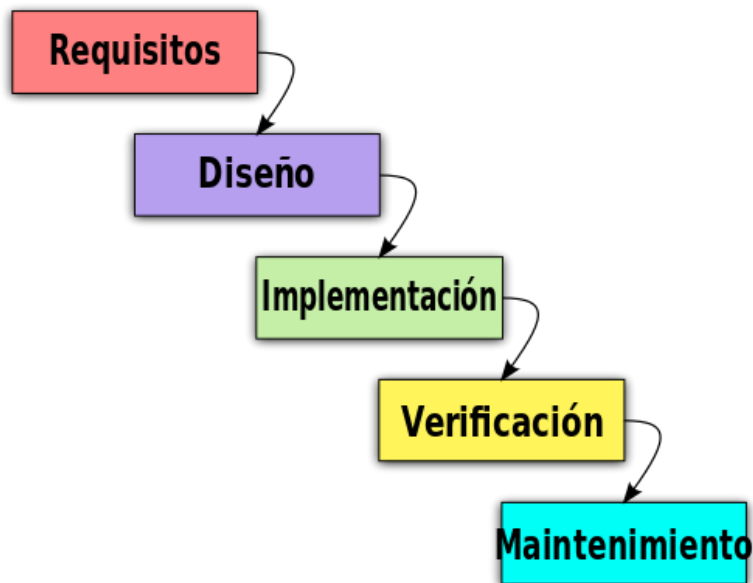 Requisitos
Diseño
Implementación
Verificación
Maintenimiento